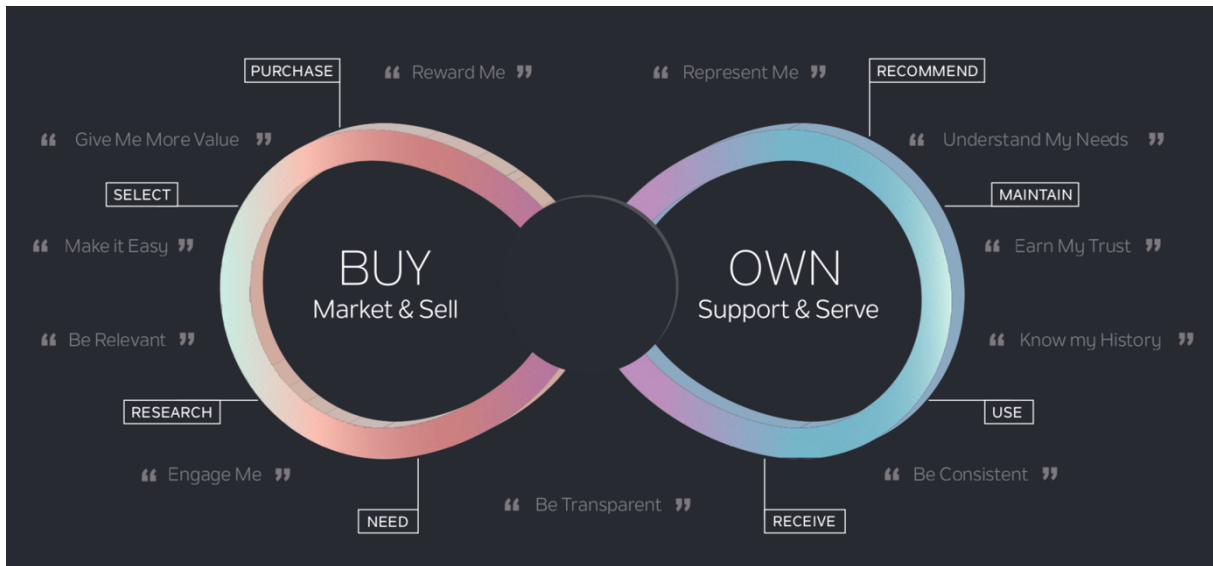 PURCHASE
“ Reward Me ”
“ Represent Me ”
RECOMMEND
“ Give Me More Value ”
“ Understand My Needs ”
SELECT
MAINTAIN
“ Make it Easy ”
“ Earn My Trust ”
BUY
Market & Sell
OWN
Support & Serve
“ Be Relevant ”
“ Know my History ”
RESEARCH
USE
“ Engage Me ”
“ Be Consistent ”
“ Be Transparent ”
NEED
RECEIVE